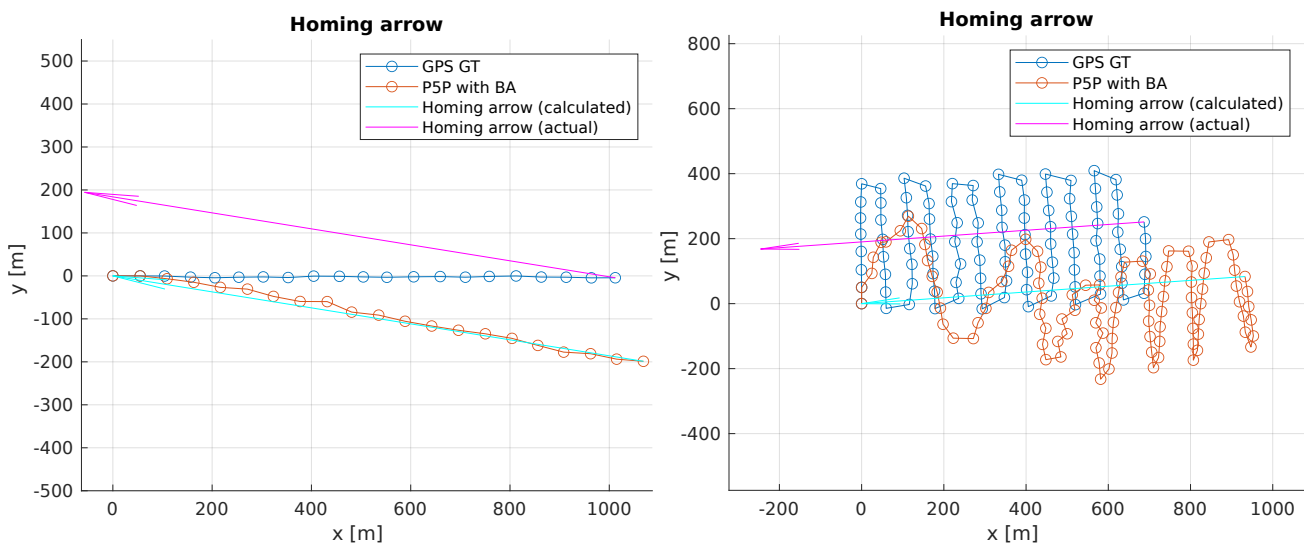 Homing arrow
500
400
300
200
100
0
-100
-200
-300
-400
-500
y [m]
0
200
400
600
800
1000
x [m]
GPS GT
P5P with BA
Homing arrow (calculated)
Homing arrow (actual)
Homing arrow
800
600
400
200
0
-200
-400
y [m]
-200
0
200
400
600
800
1000
x [m]
GPS GT
P5P with BA
Homing arrow (calculated)
Homing arrow (actual)